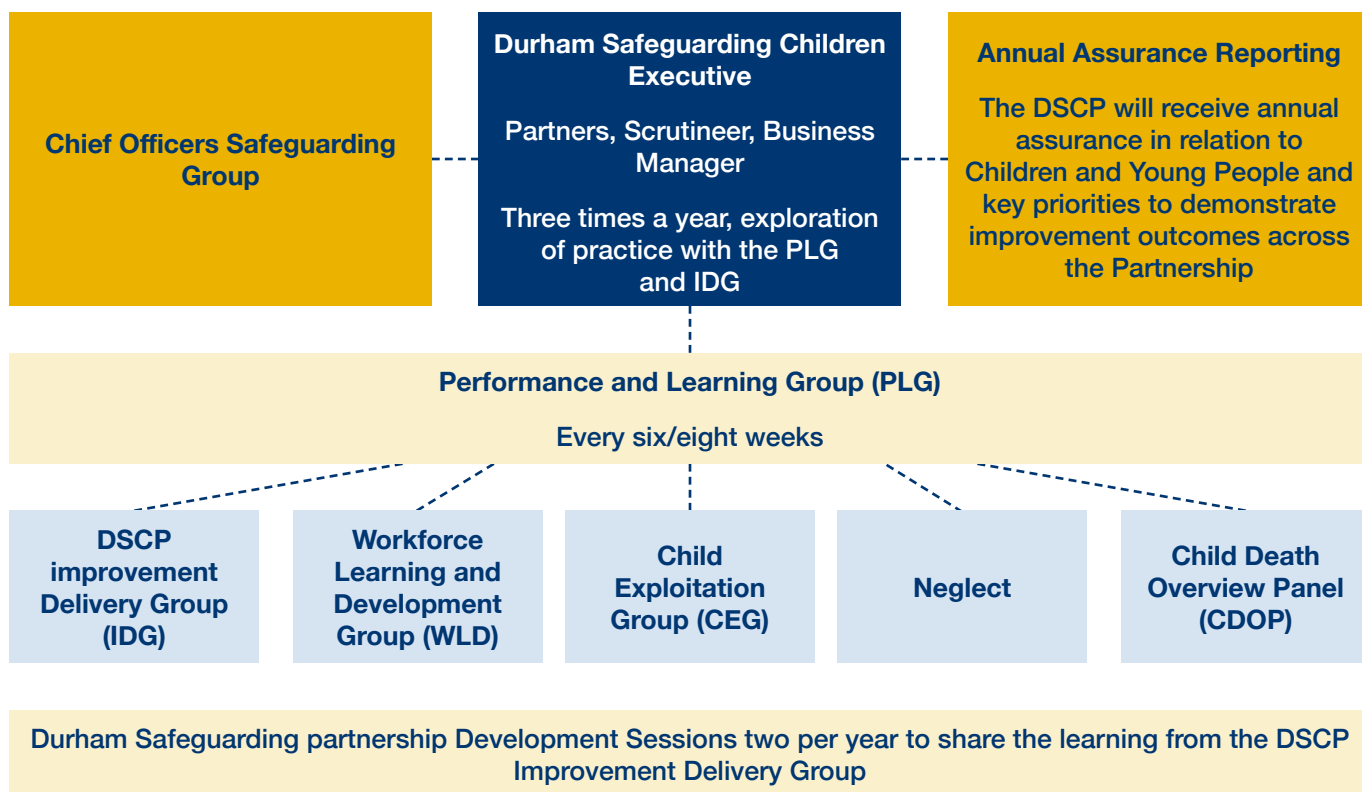 Chief Officers Safeguarding
Group
Durham Safeguarding Children
Executive
Partners, Scrutineer, Business
Manager
Three times a year, exploration
of practice with the PLG
and IDG
Annual Assurance Reporting
The DSCP will receive annual
assurance in relation to
Children and Young People and
key priorities to demonstrate
improvement outcomes across
the Partnership
Performance and Learning Group (PLG)
Every six/eight weeks
DSCP
improvement
Delivery Group
(IDG)
Workforce
Learning and
Development
Group (WLD)
Child
Exploitation
Group (CEG)
Neglect
Child Death
Overview Panel
(CDOP)
Durham Safeguarding partnership Development Sessions two per year to share the learning from the DSCP
Improvement Delivery Group